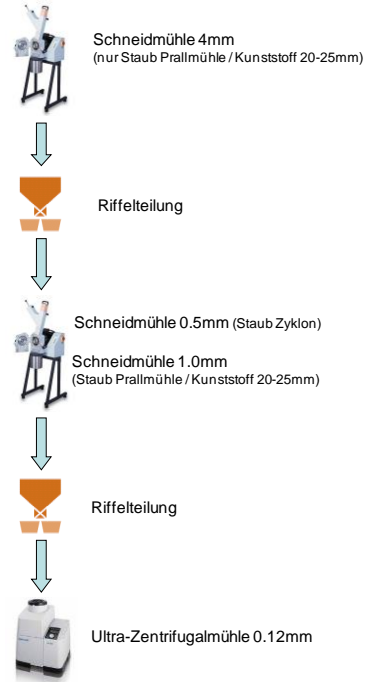 Schneidmühle 4mm
(nur Staub Prallmühle / Kunststoff 20-25mm)
Riffelteilung
Schneidmühle 0.5mm (Staub Zyklon)
Schneidmühle 1.0mm
(Staub Prallmühle / Kunststoff 20-25mm)
Riffelteilung
Ultra-Zentrifugalmühle 0.12mm